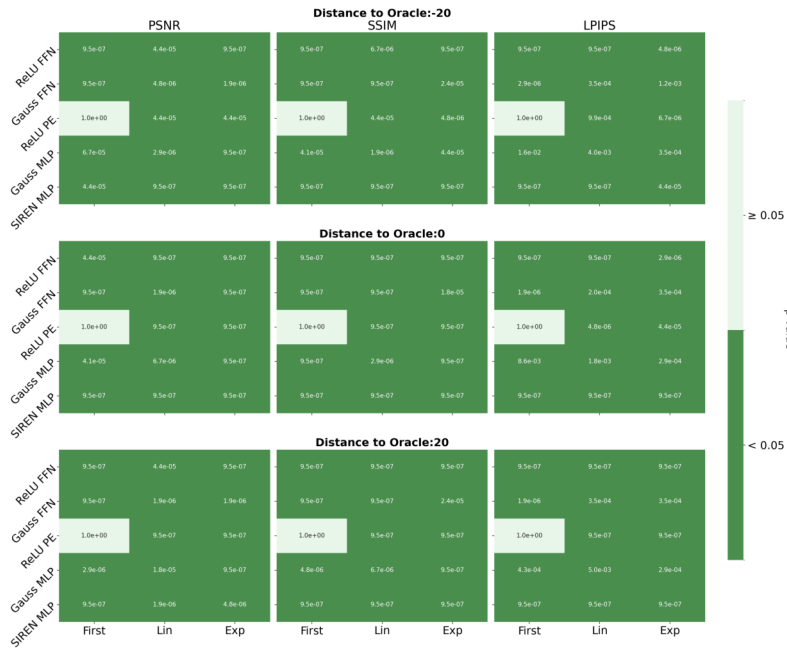 Distance to Oracle:-20
PSNR SSIM LPIPS
ReLU FFN 9.5e-07 4.4e-05 9.5e-07 9.5e-07 6.7e-06 9.5e-07 9.5e-07 9.5e-07 4.8e-06
Gauss FFN 9.5e-07 4.8e-06 1.9e-06 9.5e-07 9.5e-07 2.4e-05 2.9e-06 3.5e-04 1.2e-03
ReLU PE 1.0e+00 4.4e-05 4.4e-05 1.0e+00 4.4e-05 4.8e-06 1.0e+00 9.9e-04 6.7e-06
Gauss MLP 6.7e-05 2.9e-06 9.5e-07 4.1e-05 1.9e-06 4.4e-05 1.6e-02 4.0e-03 3.5e-04
SIREN MLP 4.4e-05 9.5e-07 9.5e-07 9.5e-07 9.5e-07 9.5e-07 9.5e-07 9.5e-07 4.4e-05
≥ 0.05
Distance to Oracle:0
ReLU FFN 4.4e-05 9.5e-07 9.5e-07 9.5e-07 9.5e-07 9.5e-07 9.5e-07 9.5e-07 2.9e-06
Gauss FFN 9.5e-07 1.9e-06 9.5e-07 9.5e-07 9.5e-07 1.8e-05 1.9e-06 2.0e-04 3.5e-04
ReLU PE 1.0e+00 9.5e-07 9.5e-07 1.0e+00 9.5e-07 9.5e-07 1.0e+00 4.8e-06 4.4e-05
Gauss MLP 4.1e-05 6.7e-06 9.5e-07 9.5e-07 2.9e-06 9.5e-07 8.6e-03 1.8e-03 2.9e-04
SIREN MLP 9.5e-07 9.5e-07 9.5e-07 9.5e-07 9.5e-07 9.5e-07 9.5e-07 9.5e-07 9.5e-07
< 0.05
Distance to Oracle:20
ReLU FFN 9.5e-07 4.4e-05 9.5e-07 9.5e-07 9.5e-07 9.5e-07 9.5e-07 9.5e-07 9.5e-07
Gauss FFN 9.5e-07 1.9e-06 1.9e-06 9.5e-07 9.5e-07 2.4e-05 1.9e-06 3.5e-04 3.5e-04
ReLU PE 1.0e+00 9.5e-07 9.5e-07 1.0e+00 9.5e-07 9.5e-07 1.0e+00 9.5e-07 9.5e-07
Gauss MLP 2.9e-06 1.8e-05 9.5e-07 4.8e-06 6.7e-06 9.5e-07 4.3e-04 5.0e-03 2.9e-04
SIREN MLP 9.5e-07 1.9e-06 4.8e-06 9.5e-07 9.5e-07 9.5e-07 9.5e-07 9.5e-07 9.5e-07
First Lin Exp First Lin Exp First Lin Exp